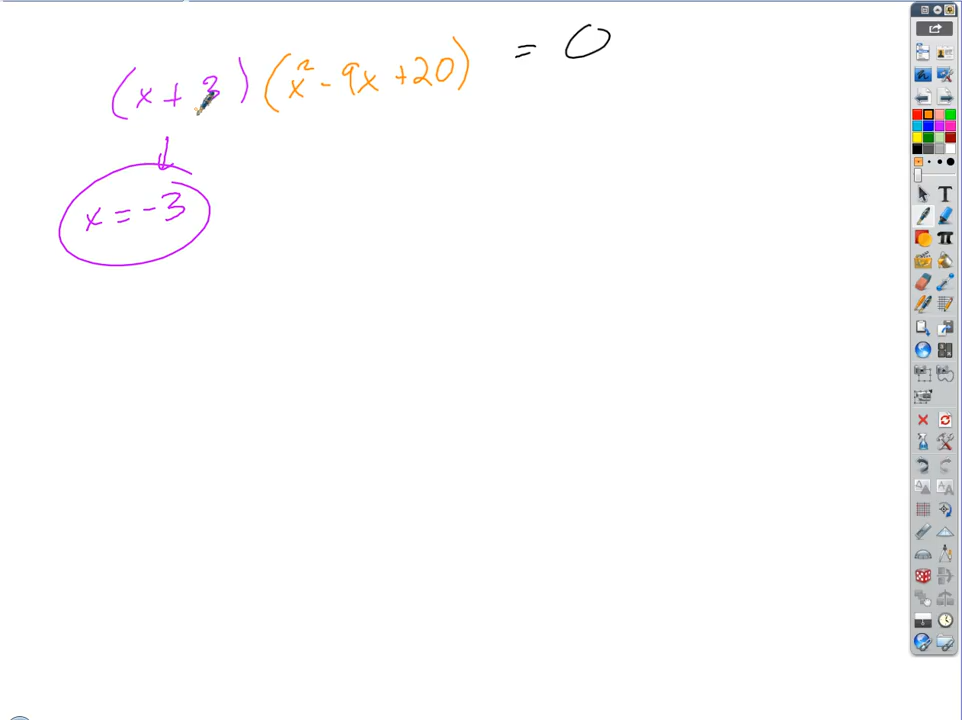 (x + 3) (x² - 9x + 20) = 0
↓
x = -3